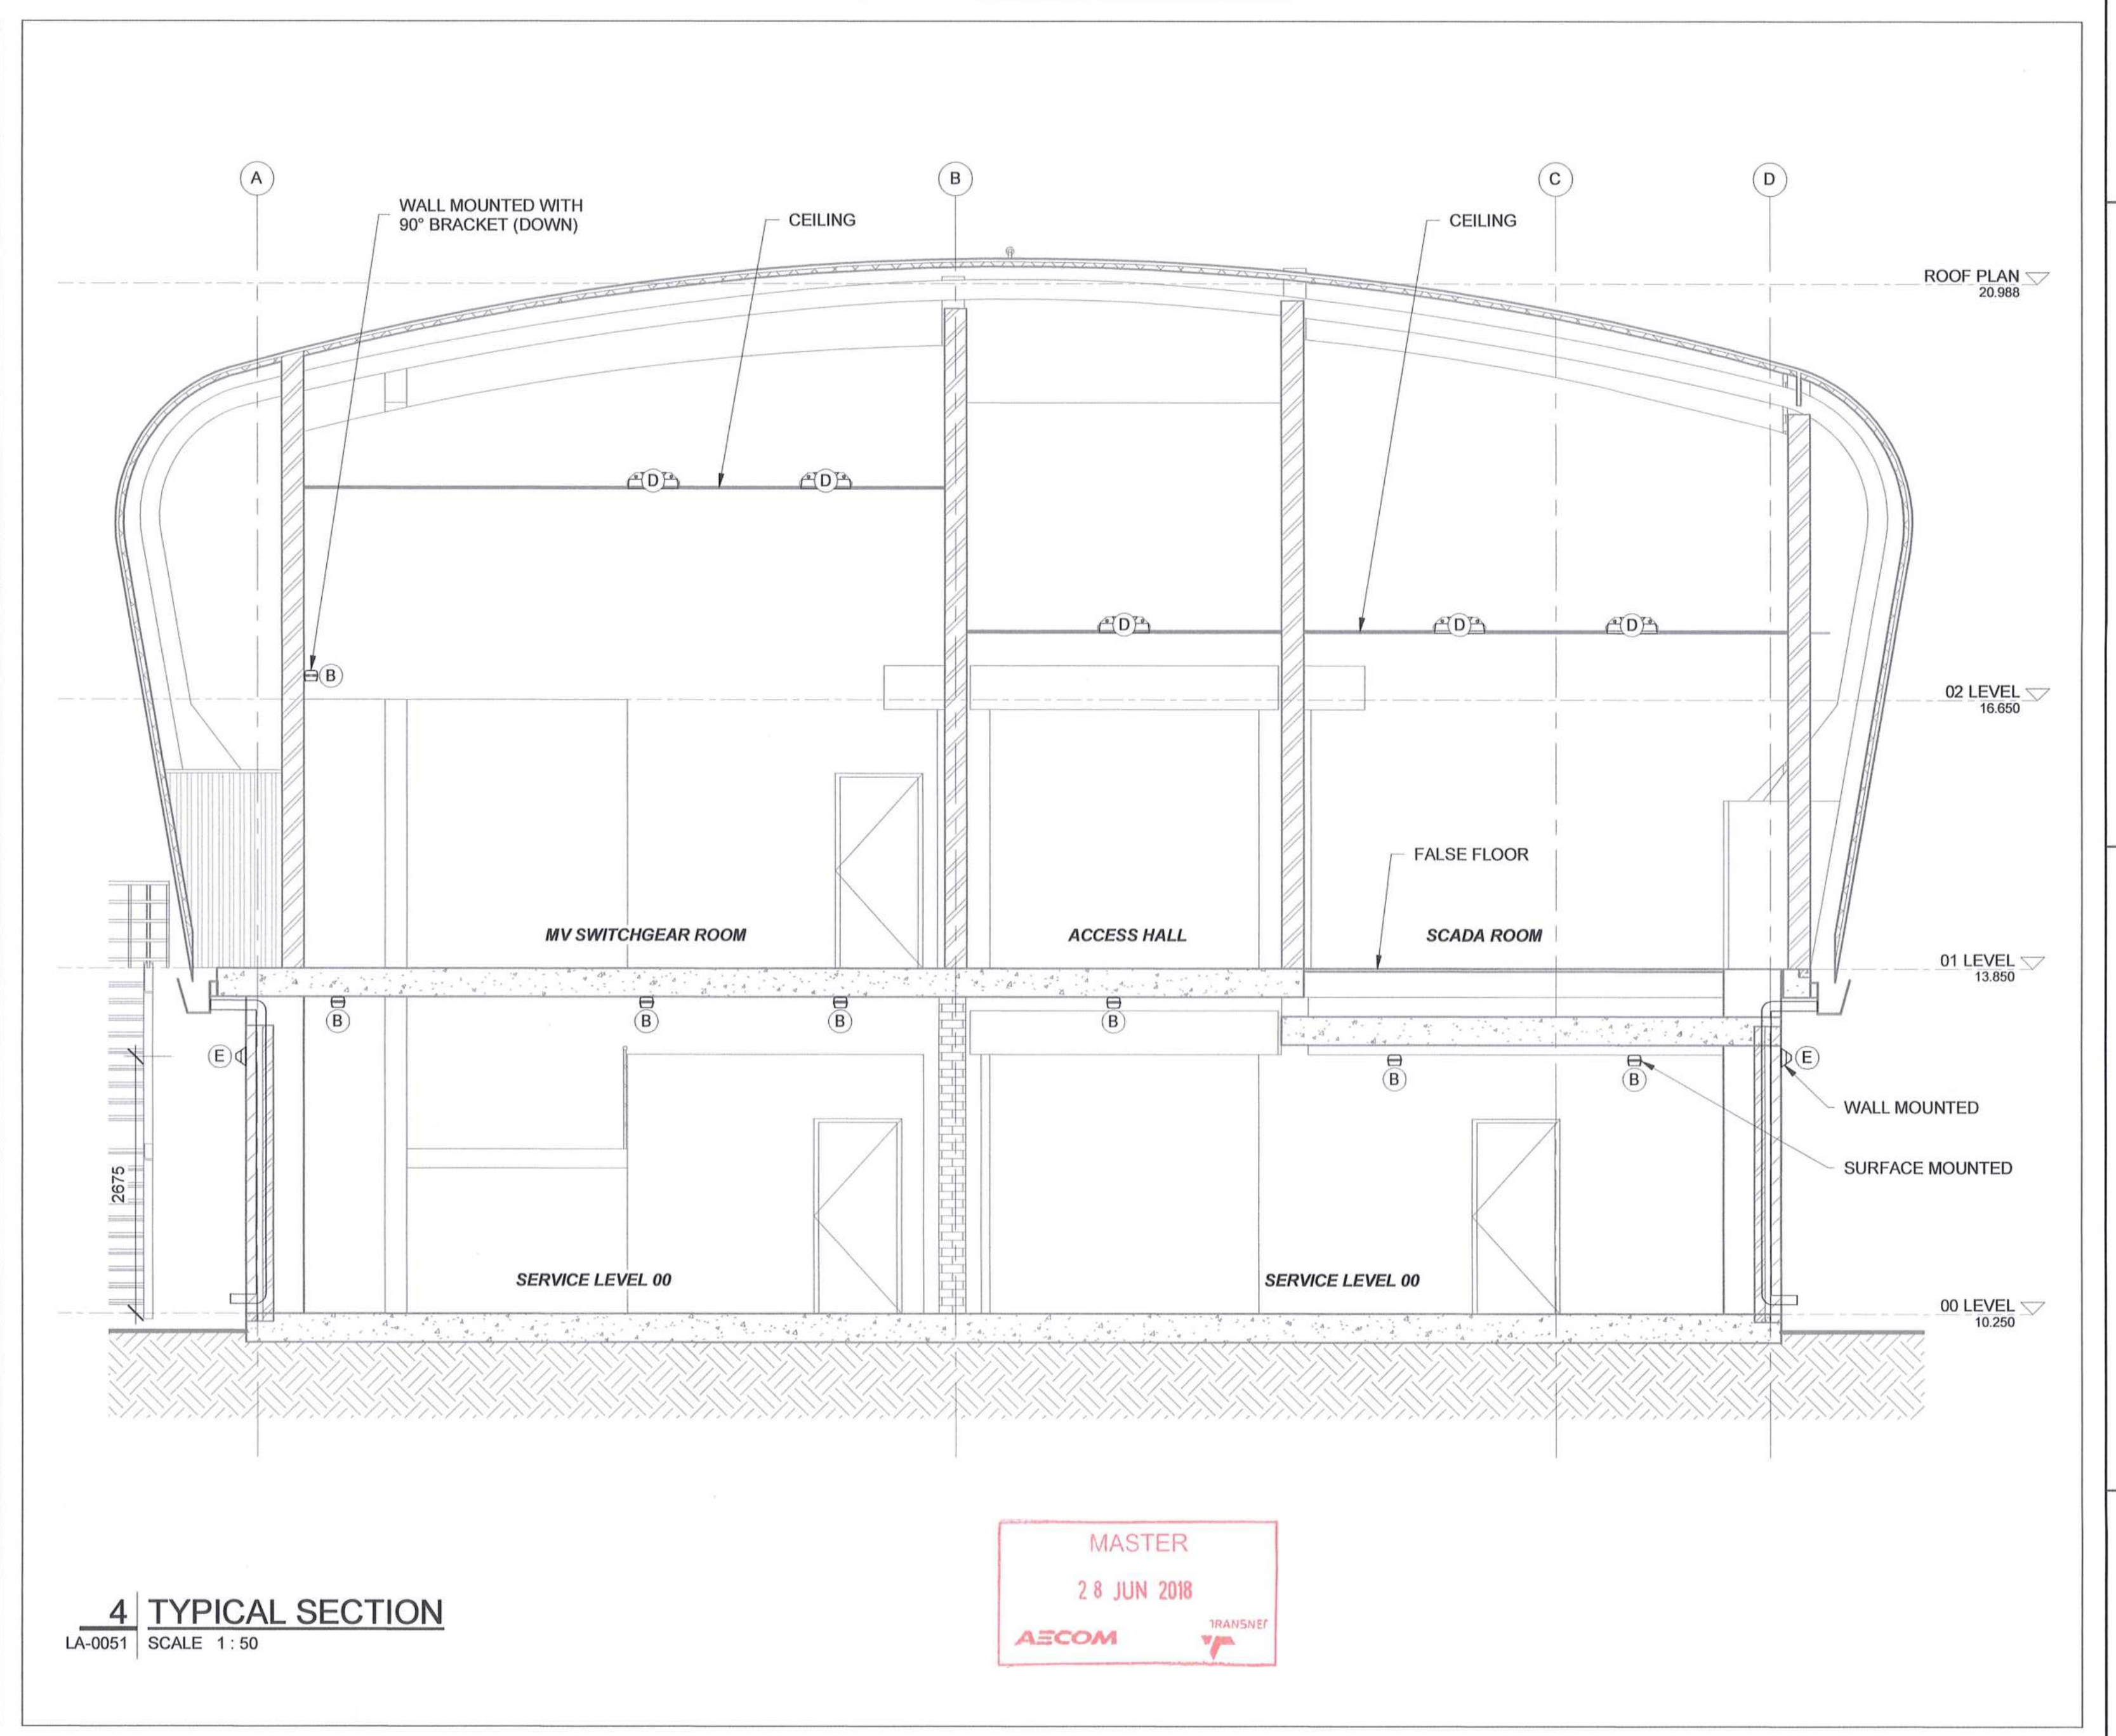 A
B
C
D
WALL MOUNTED WITH
90° BRACKET (DOWN)
CEILING
CEILING
ROOF PLAN
20.988
D
D
D
D
D
B
02 LEVEL
16.650
FALSE FLOOR
MV SWITCHGEAR ROOM
ACCESS HALL
SCADA ROOM
01 LEVEL
13.850
B
B
B
B
E
B
B
E
WALL MOUNTED
SURFACE MOUNTED
2675
SERVICE LEVEL 00
SERVICE LEVEL 00
00 LEVEL
10.250
MASTER
28 JUN 2018
AECOM
TRANSNET
4
TYPICAL SECTION
LA-0051
SCALE 1 : 50